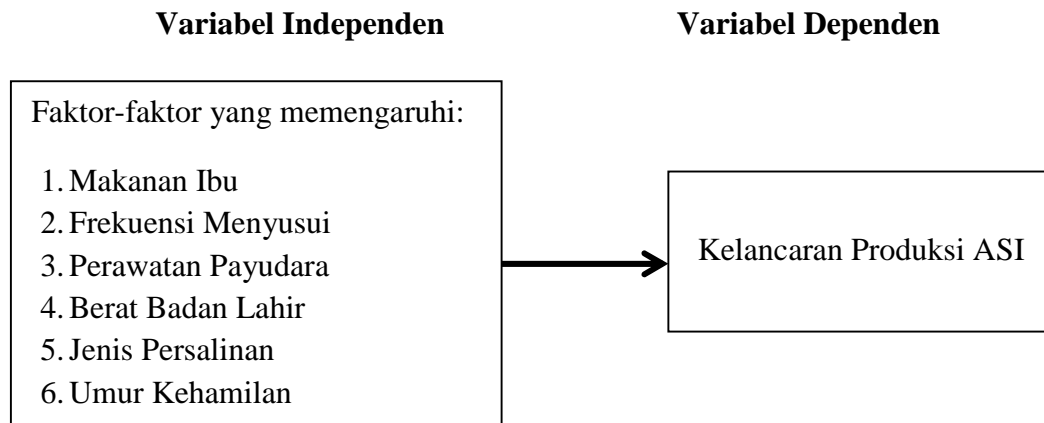 Variabel Independen
Variabel Dependen
Faktor-faktor yang memengaruhi:
1. Makanan Ibu
2. Frekuensi Menyusui
3. Perawatan Payudara
4. Berat Badan Lahir
5. Jenis Persalinan
6. Umur Kehamilan
Kelancaran Produksi ASI